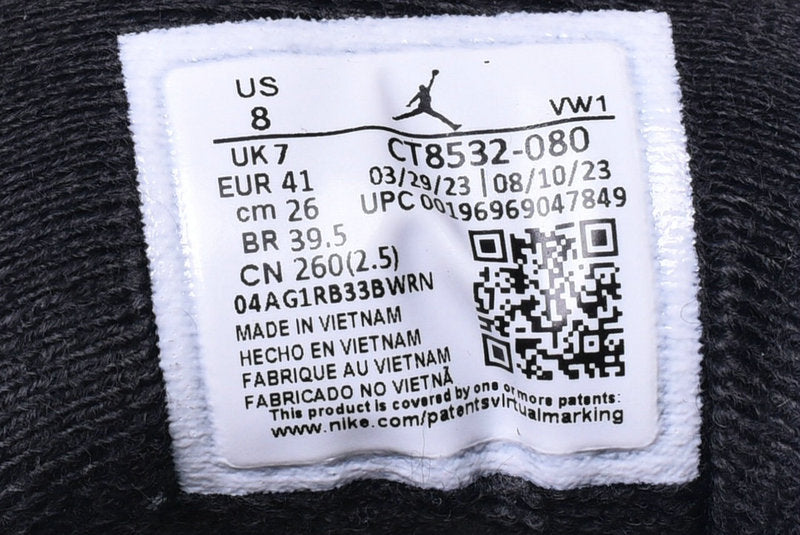 US
8
VW1
UK 7
CT8532-080
EUR 41
03/29/23 | 08/10/23
cm 26
UPC 00196969047849
BR 39.5
CN 260(2.5)
04AG1RB33BWRN
MADE IN VIETNAM
HECHO EN VIETNAM
FABRIQUE AU VIETNAM
FABRICADO NO VIETNÃ
This product is covered by one or more patents:
www.nike.com/patentsvirtualmarking